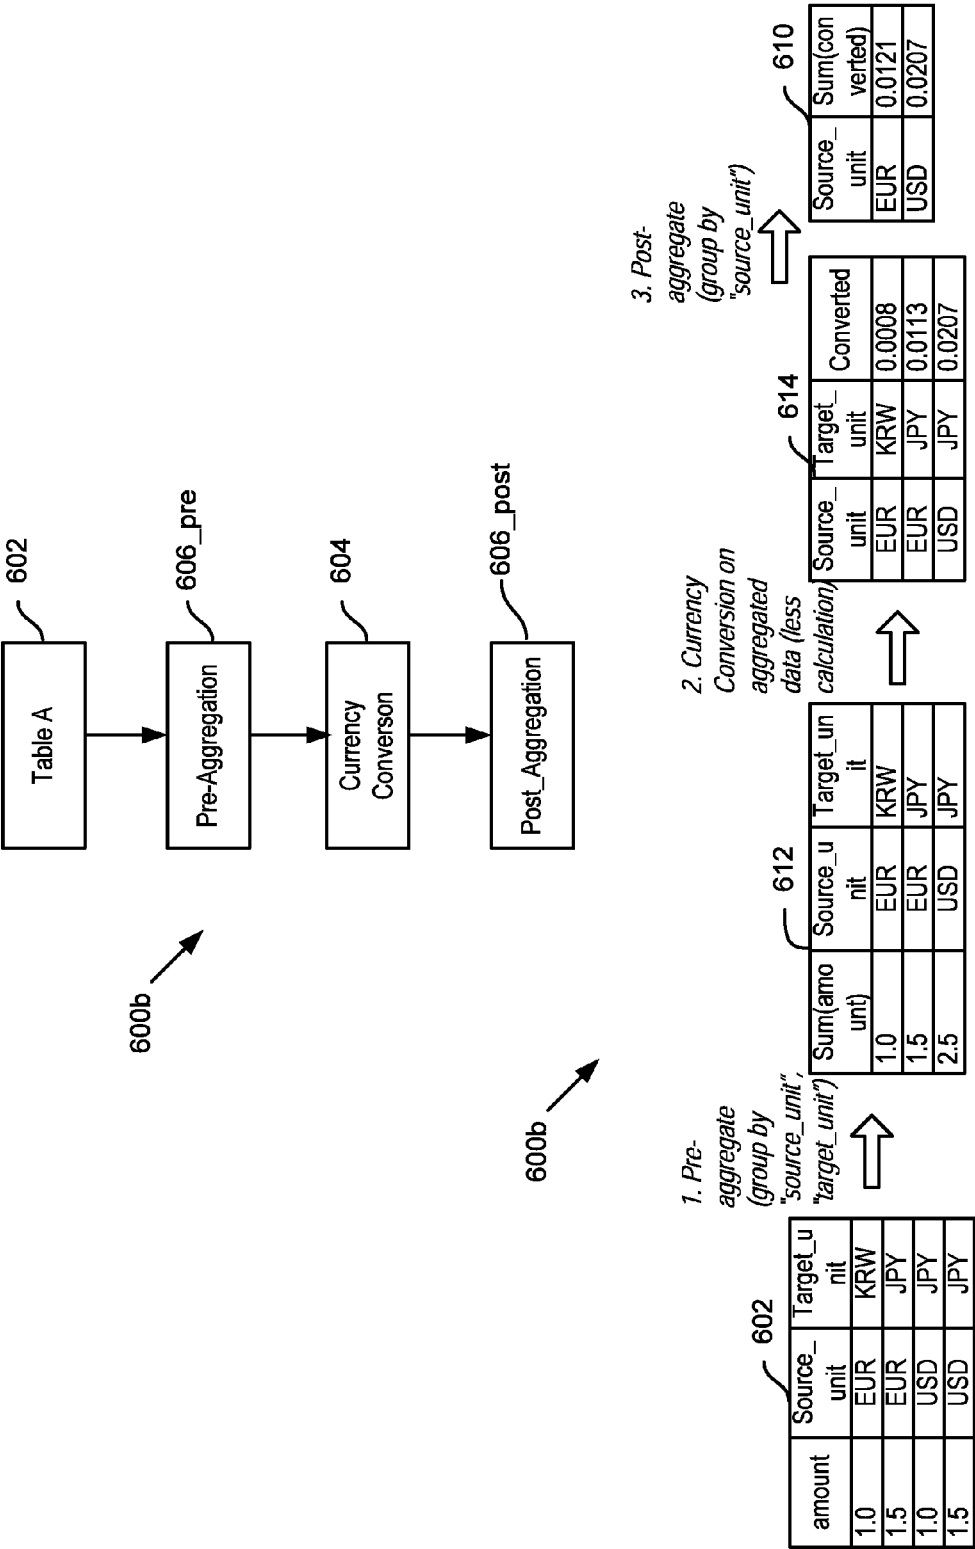 600b
Table A
602
Pre-Aggregation
606_pre
Currency
Converson
604
Post_Aggregation
606_post
600b
602
amount
Source_
unit
Target_u
nit
1.0
EUR
KRW
1.5
EUR
JPY
1.0
USD
JPY
1.5
USD
JPY
1. Pre-
aggregate
(group by
"source_unit",
"target_unit")
612
Sum(amo
unt)
Source_u
nit
Target_un
it
1.0
EUR
KRW
1.5
EUR
JPY
2.5
USD
JPY
2. Currency
Conversion on
aggregated
data (less
calculation)
614
Source_
unit
Target_
unit
Converted
EUR
KRW
0.0008
EUR
JPY
0.0113
USD
JPY
0.0207
3. Post-
aggregate
(group by
"source_unit")
610
Source_
unit
Sum(con
verted)
EUR
0.0121
USD
0.0207